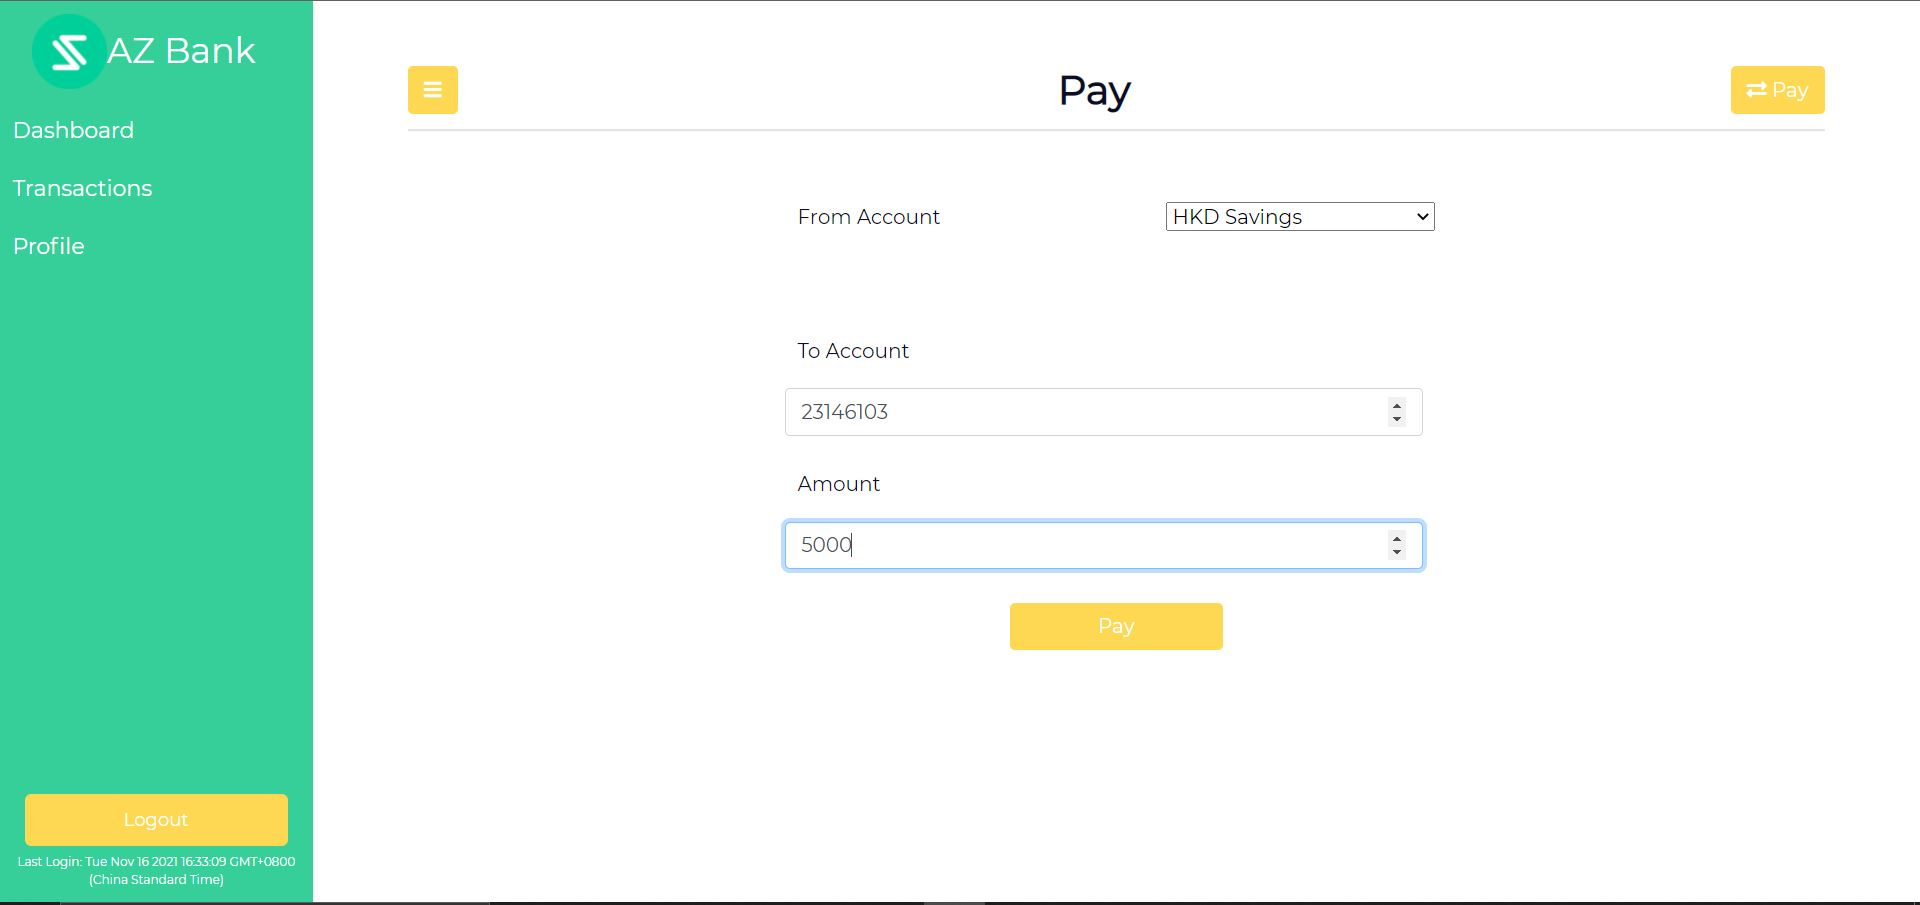 AZ Bank
Dashboard
Transactions
Profile
Logout
Last Login: Tue Nov 16 2021 16:33:09 GMT+0800
(China Standard Time)
Pay
Pay
From Account
HKD Savings
To Account
23146103
Amount
5000
Pay